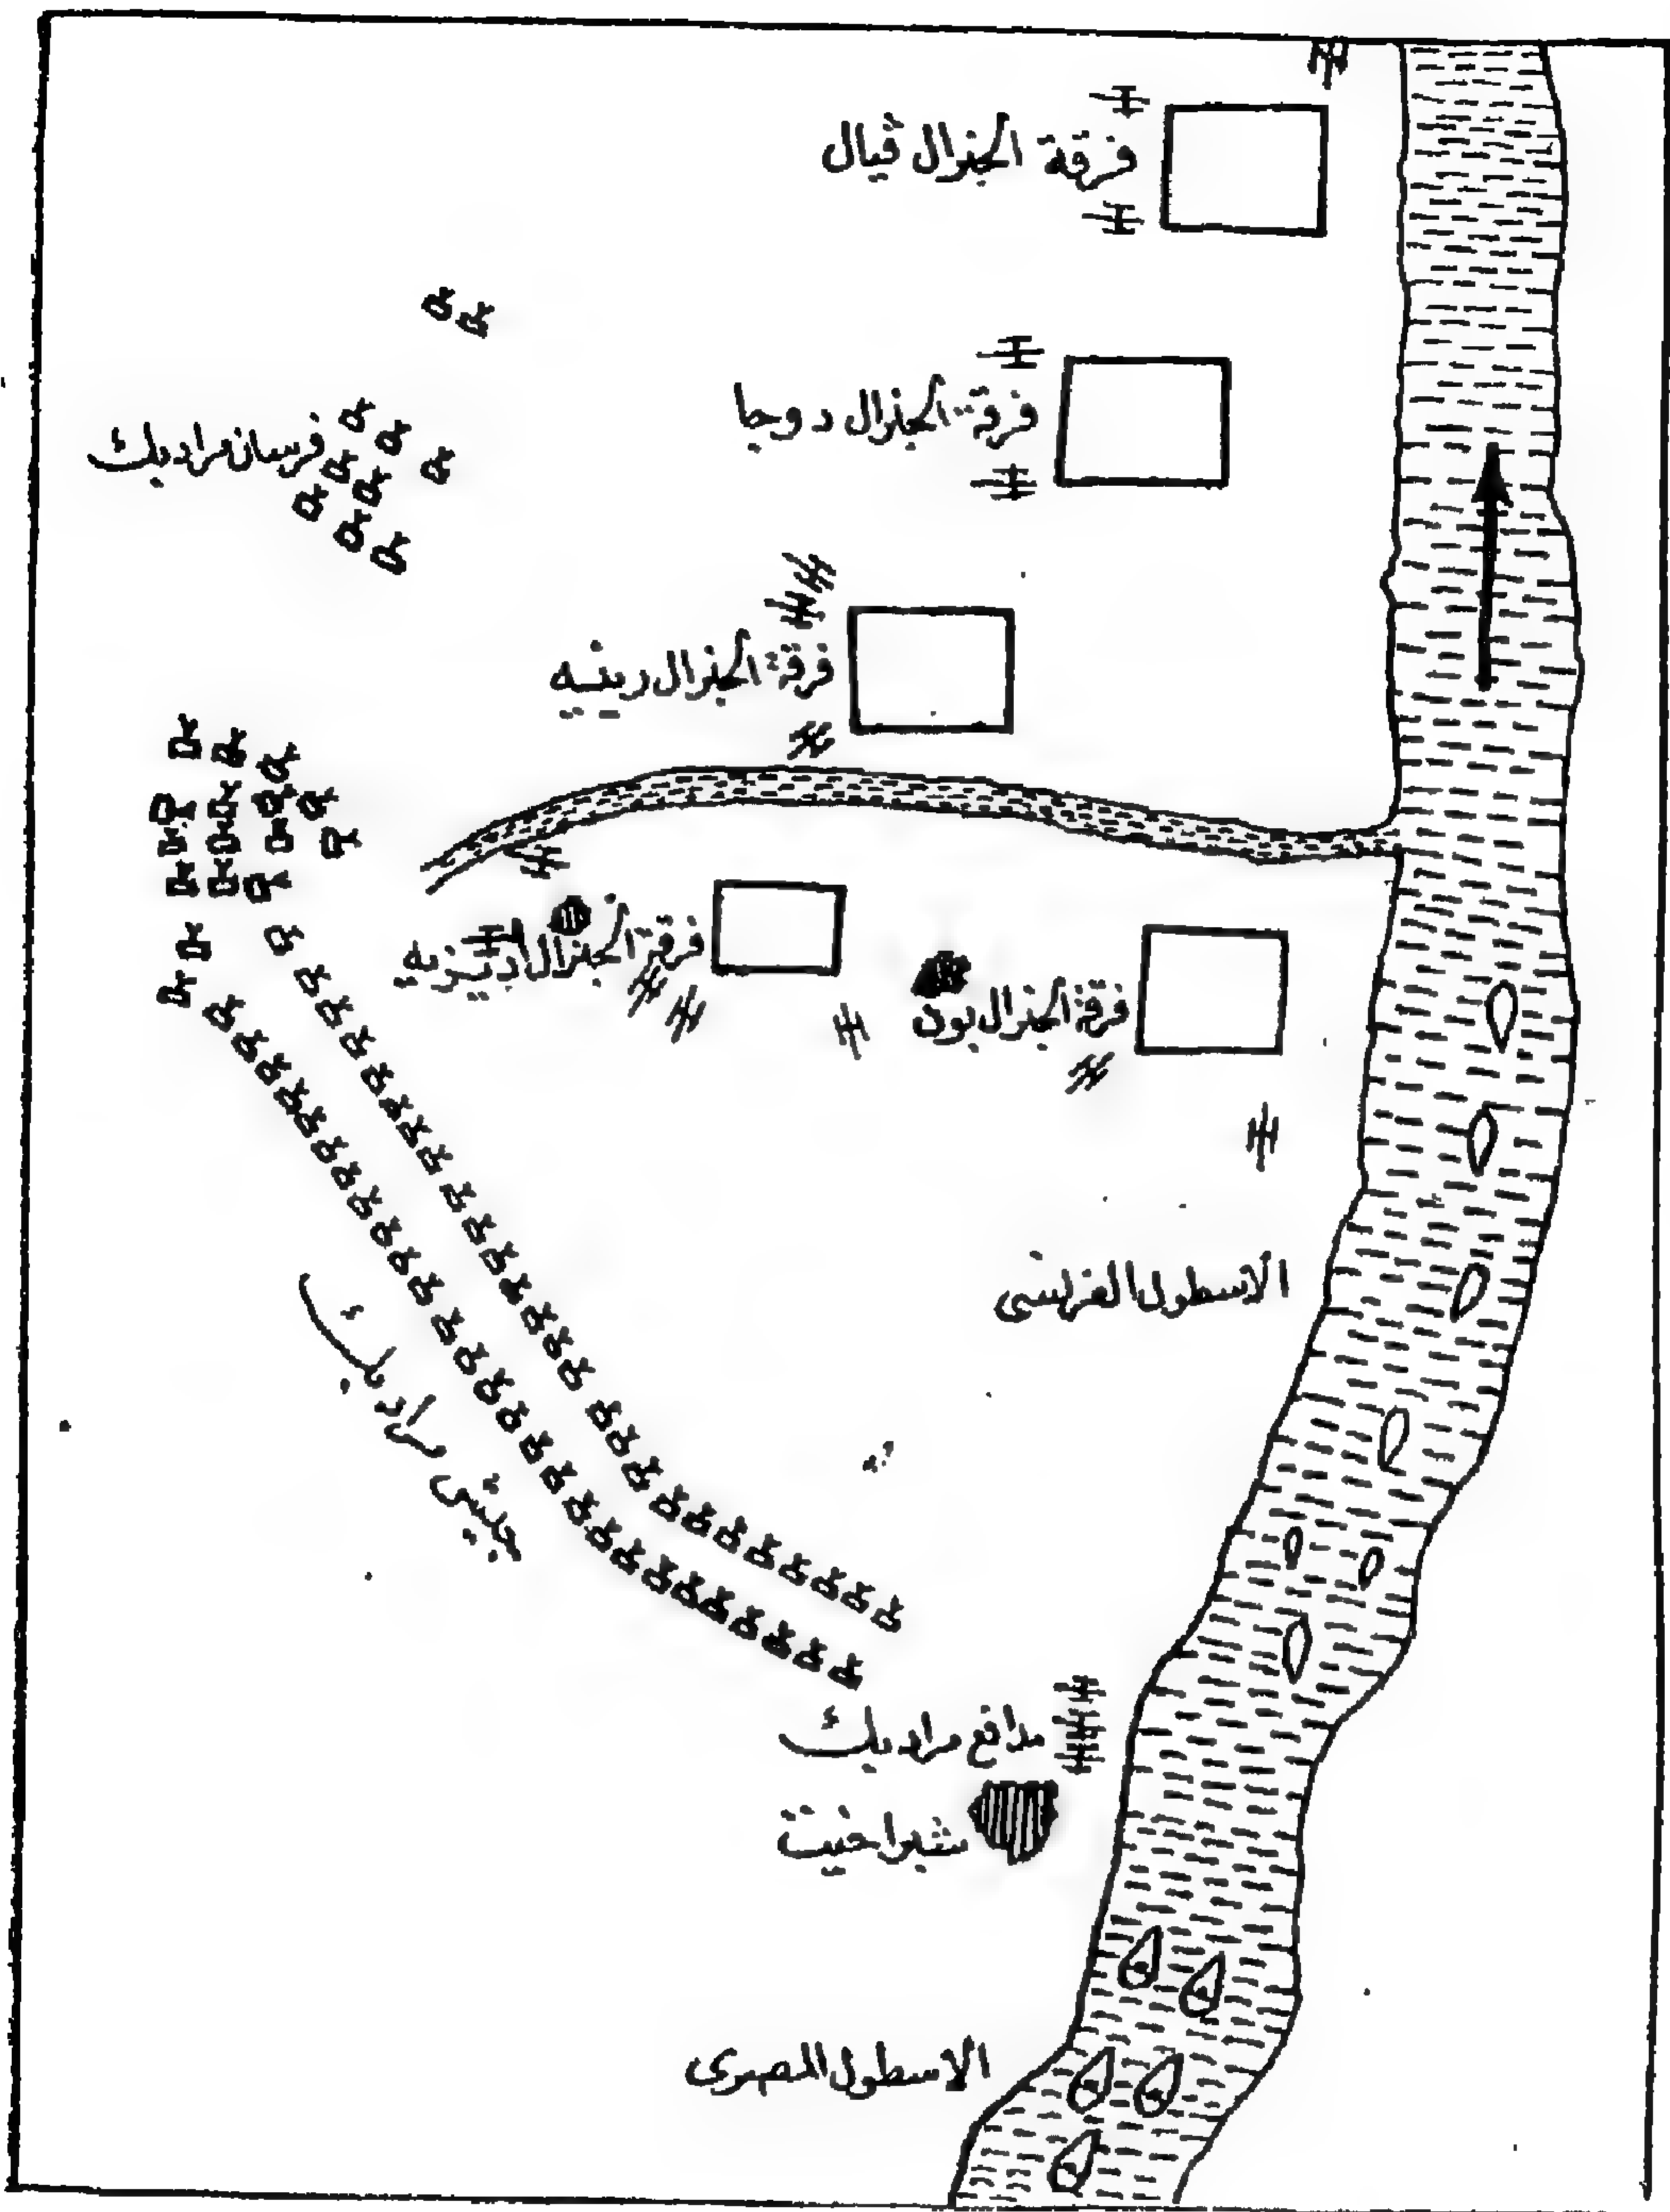 فرقة الجنرال ڤيال
فرقة الجنرال دوجا
فرسان مراد بك
فرقة الجنرال رينيه
فرقة الجنرال ديزيه
فرقة الجنرال بون
الاسطول الفرنسى
جيش مراد بك
مدافع مراد بك
شبراخيت
الاسطول المصرى